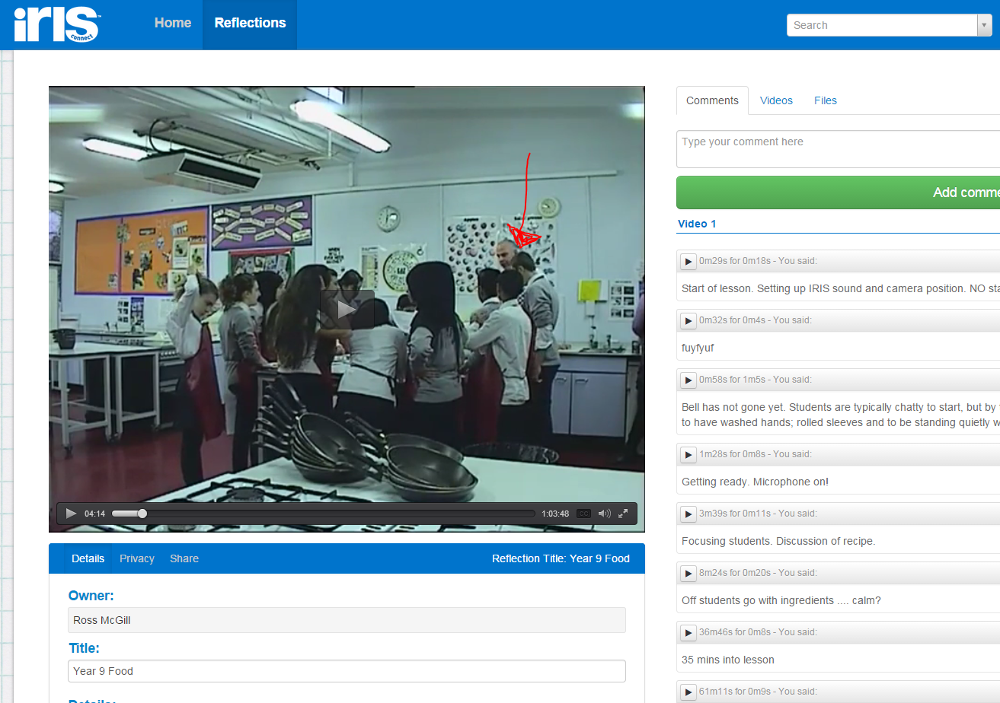 iris connect™
Home
Reflections
Search
Comments
Videos
Files
Type your comment here
Add comme
Video 1
0m29s for 0m18s - You said:
Start of lesson. Setting up IRIS sound and camera position. NO sta
0m32s for 0m4s - You said:
fuyfyuf
0m58s for 1m5s - You said:
Bell has not gone yet. Students are typically chatty to start, but by
to have washed hands; rolled sleeves and to be standing quietly w
1m28s for 0m8s - You said:
Getting ready. Microphone on!
3m39s for 0m11s - You said:
Focusing students. Discussion of recipe.
8m24s for 0m20s - You said:
Off students go with ingredients .... calm?
36m46s for 0m8s - You said:
35 mins into lesson
61m11s for 0m9s - You said:
04:14
1:03:48
CC
Details
Privacy
Share
Reflection Title: Year 9 Food
Owner:
Ross McGill
Title:
Year 9 Food
Details: